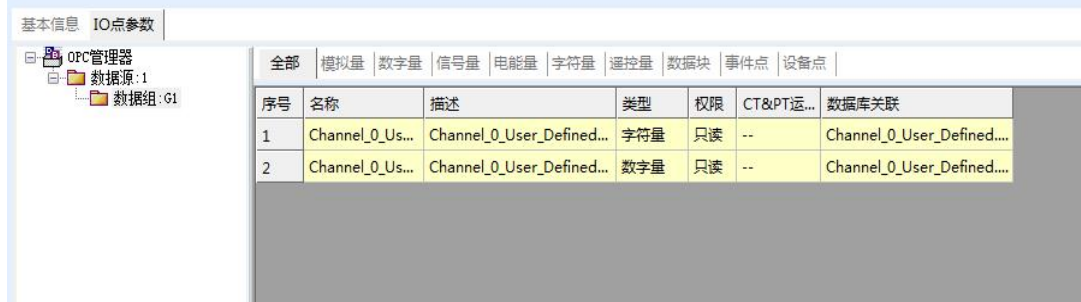 基本信息 IO点参数
OPC管理器
数据源:1
数据组:G1
全部 模拟量 数字量 信号量 电能量 字符量 遥控量 数据块 事件点 设备点
序号 名称 描述 类型 权限 CT&PT运... 数据库关联
1 Channel_0_Us... Channel_0_User_Defined... 字符量 只读 -- Channel_0_User_Defined....
2 Channel_0_Us... Channel_0_User_Defined... 数字量 只读 -- Channel_0_User_Defined....